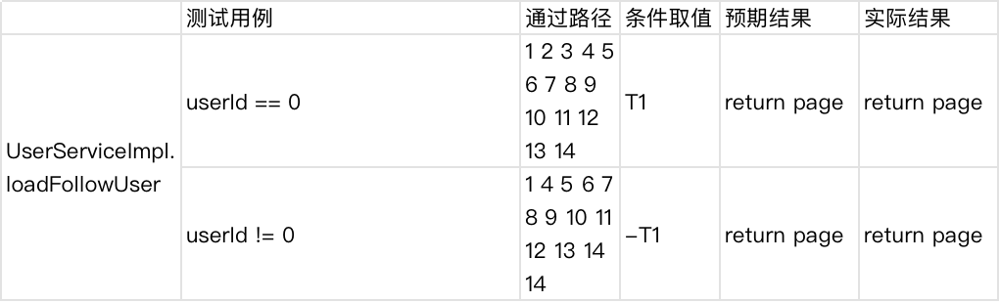 测试用例 通过路径 条件取值 预期结果 实际结果
UserServiceImpl.
loadFollowUser
userId == 0
1 2 3 4 5
6 7 8 9
10 11 12
13 14
T1
return page
return page
userId != 0
1 4 5 6 7
8 9 10 11
12 13 14
14
-T1
return page
return page